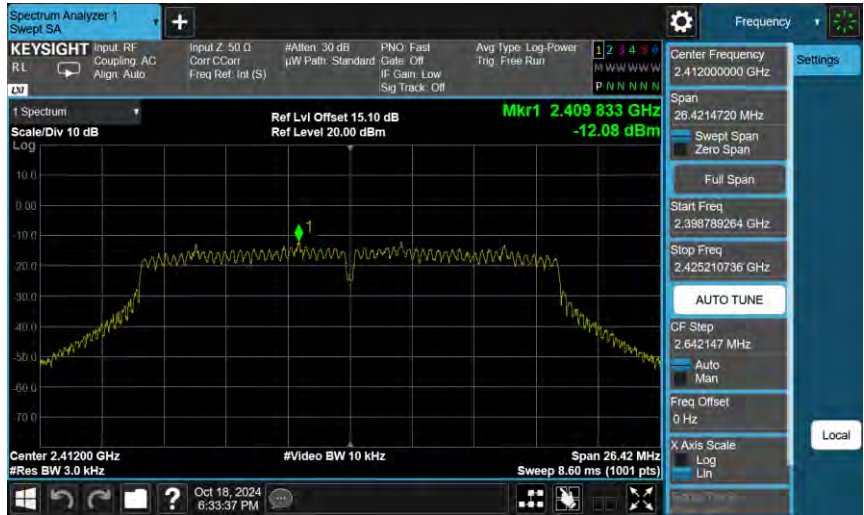 Spectrum Analyzer 1
Swept SA
+
Frequency
KEYSIGHT
RL
LXI
Input: RF
Coupling: AC
Align: Auto
Input Z: 50 Ω
Corr CCorr
Freq Ref: Int (S)
#Atten: 30 dB
µW Path: Standard
PNO: Fast
Gate: Off
IF Gain: Low
Sig Track: Off
Avg Type: Log-Power
Trig: Free Run
1 2 3 4 5 6
M W W W W W
P N N N N N
1 Spectrum
Scale/Div 10 dB
Ref Lvl Offset 15.10 dB
Ref Level 20.00 dBm
Mkr1 2.409 833 GHz
-12.08 dBm
Log
10.0
0.00
-10.0
-20.0
-30.0
-40.0
-50.0
-60.0
-70.0
1
Center 2.41200 GHz
#Res BW 3.0 kHz
#Video BW 10 kHz
Span 26.42 MHz
Sweep 8.60 ms (1001 pts)
Center Frequency
2.412000000 GHz
Settings
Span
26.4214720 MHz
Swept Span
Zero Span
Full Span
Start Freq
2.398789264 GHz
Stop Freq
2.425210736 GHz
AUTO TUNE
CF Step
2.642147 MHz
Auto
Man
Freq Offset
0 Hz
X Axis Scale
Log
Lin
Local
?
Oct 18, 2024
6:33:37 PM